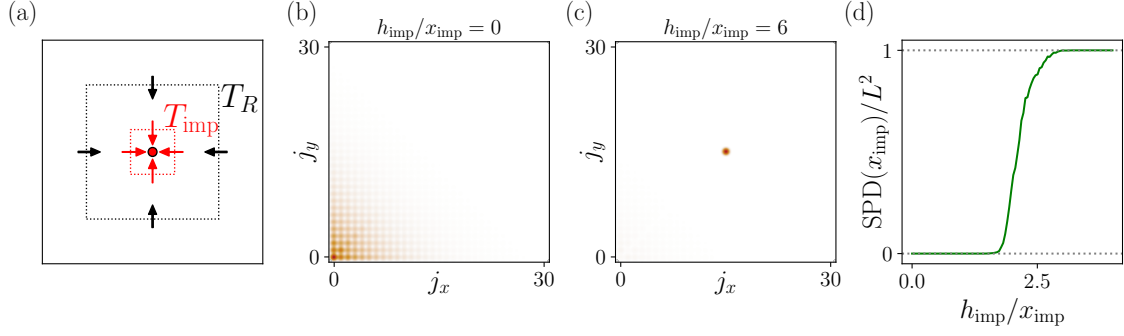 (a)
T_R
T_imp
(b)
h_imp/x_imp = 0
30
j_y
0
0
j_x
30
(c)
h_imp/x_imp = 6
30
j_y
0
0
j_x
30
(d)
SPD(x_imp)/L^2
1
0
0.0
2.5
h_imp/x_imp